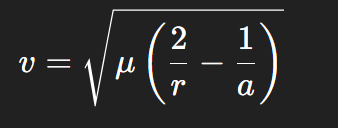 v = √(μ(2/r − 1/a))